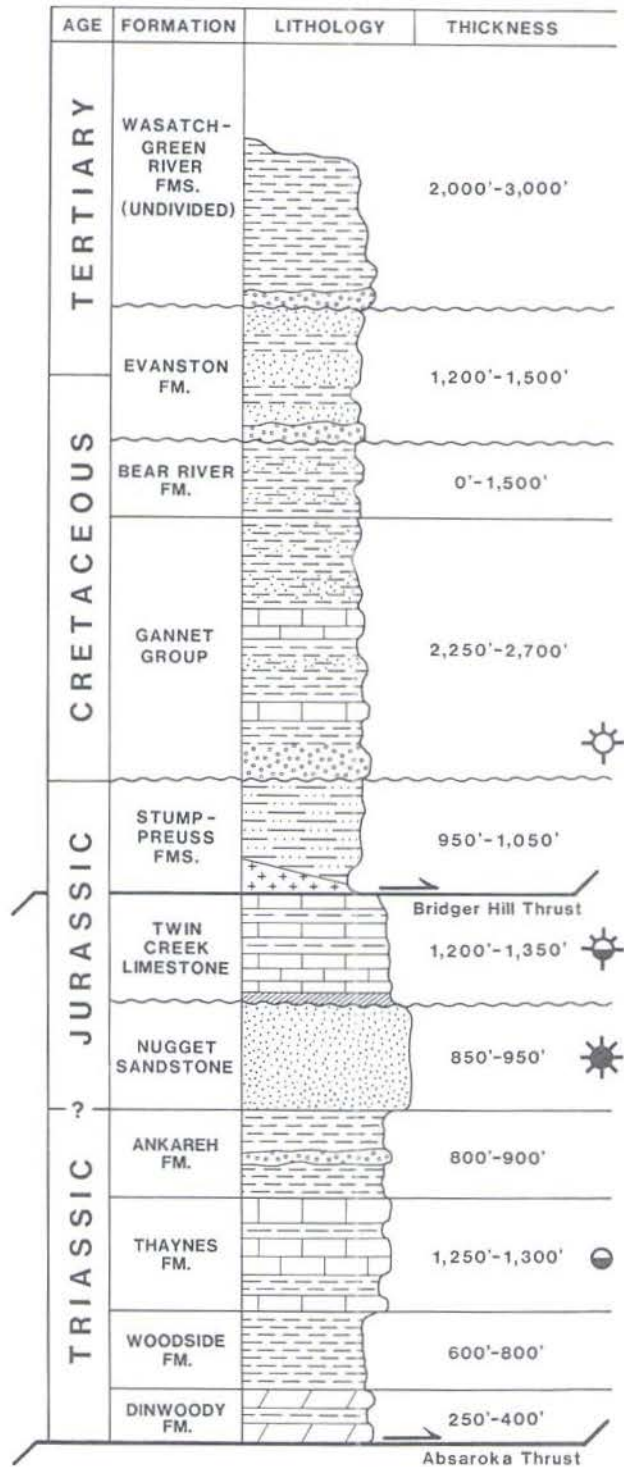 AGE FORMATION LITHOLOGY THICKNESS
TERTIARY
WASATCH-
GREEN
RIVER
FMS.
(UNDIVIDED)
2,000'-3,000'
EVANSTON
FM.
1,200'-1,500'
CRETACEOUS
BEAR RIVER
FM.
0'-1,500'
GANNET
GROUP
2,250'-2,700'
JURASSIC
STUMP-
PREUSS
FMS.
950'-1,050'
Bridger Hill Thrust
TWIN
CREEK
LIMESTONE
1,200'-1,350'
NUGGET
SANDSTONE
850'-950'
?
TRIASSIC
ANKAREH
FM.
800'-900'
THAYNES
FM.
1,250'-1,300'
WOODSIDE
FM.
600'-800'
DINWOODY
FM.
250'-400'
Absaroka Thrust